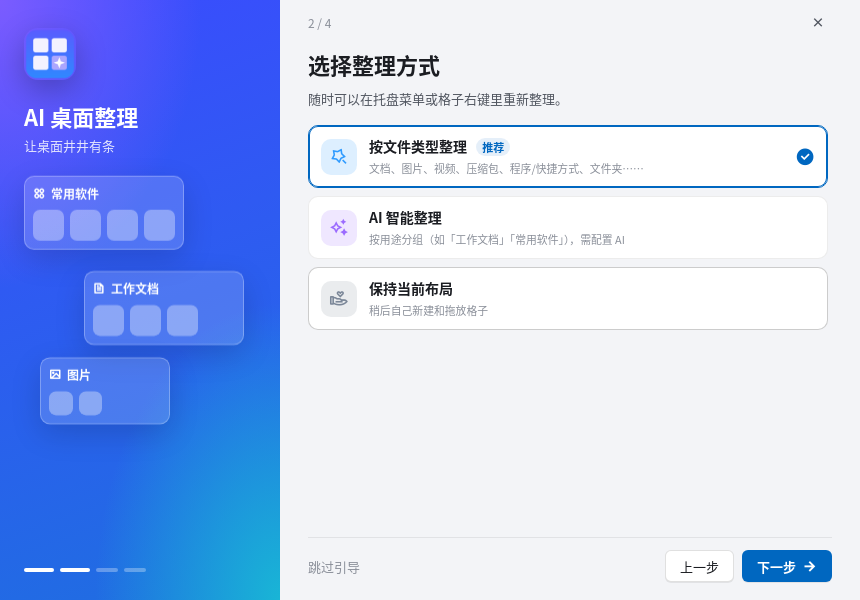 AI 桌面整理
让桌面井井有条
常用软件
工作文档
图片
2 / 4
选择整理方式
随时可以在托盘菜单或格子右键里重新整理。
按文件类型整理 推荐
文档、图片、视频、压缩包、程序/快捷方式、文件夹……
AI 智能整理
按用途分组（如「工作文档」「常用软件」），需配置 AI
保持当前布局
稍后自己新建和拖放格子
跳过引导
上一步
下一步